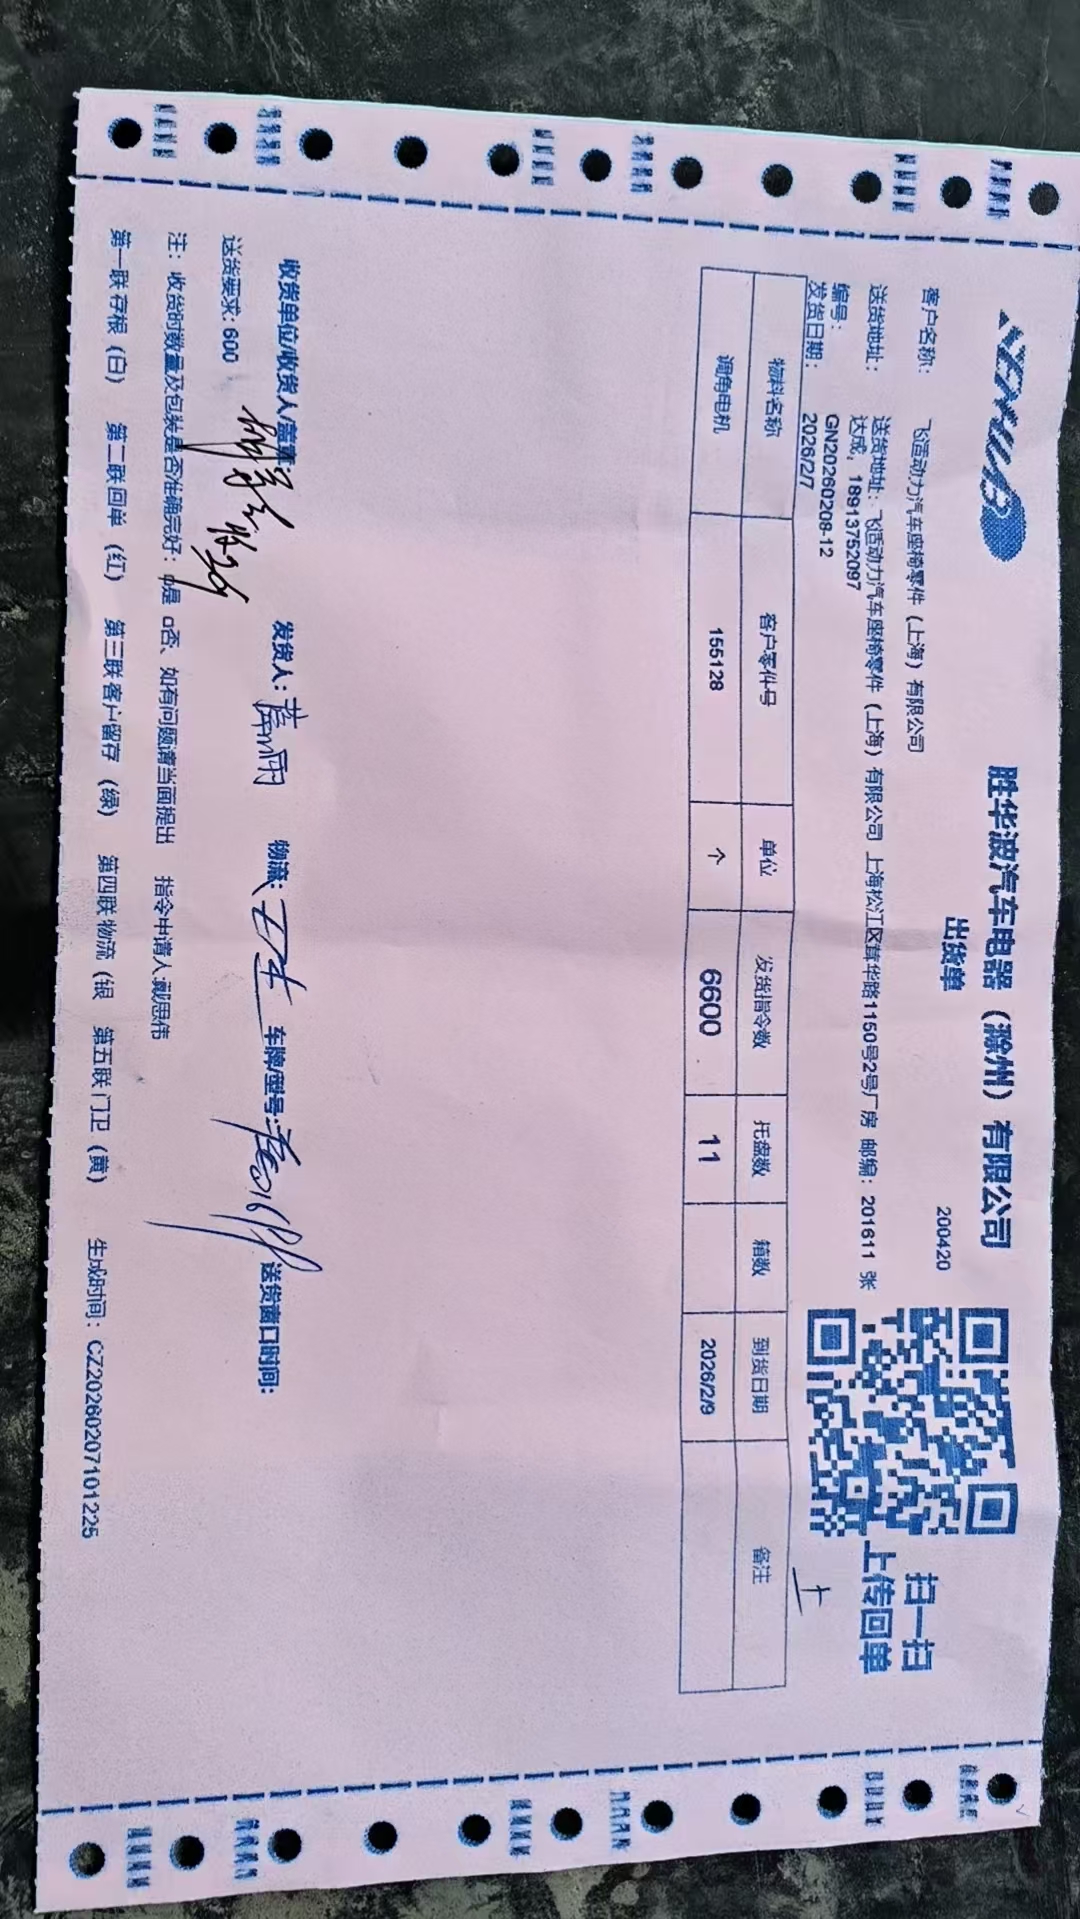 SHENGHUABO
胜华波汽车电器（滁州）有限公司
出货单
200420
客户名称： 飞适动力汽车座椅零件（上海）有限公司
送货地址： 送货地址：飞适动力汽车座椅零件（上海）有限公司 上海松江区茸华路1150号2号厂房 邮编：201611 张
达成，18913752097
编号： GN20260208-12
发货日期： 2026/2/7
扫一扫
上传回单
土
物料名称 客户零件号 单位 发货指令数 托盘数 箱数 到货日期 备注
调角电机 155128 个 6600 11 2026/2/9
收货单位/收货人/盖章： 发货人： 物流： 车牌/型号： 送货窗口时间:
送货要求: 600
注： 收货时数量及包装是否准确完好： 是 □否、如有问题请当面提出 指令申请人:戴思伟
第一联存根（白） 第二联回单（红） 第三联客户留存（绿） 第四联物流（银 第五联门卫（黄） 生成时间：CZ20260207101225